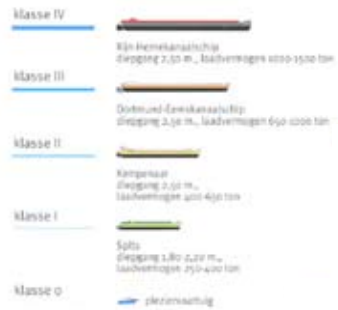 klasse IV
Rijn-Hernekanaalschip
diepgang 2,50 m., laadvermogen 1000-1500 ton
klasse III
Dortmund-Eemskanaalschip
diepgang 2,50 m., laadvermogen 650-1000 ton
klasse II
Kempenaar
diepgang 2,50 m.,
laadvermogen 400-650 ton
klasse I
Spits
diepgang 1,80-2,20 m.,
laadvermogen 250-400 ton
klasse 0
pleziervaartuig